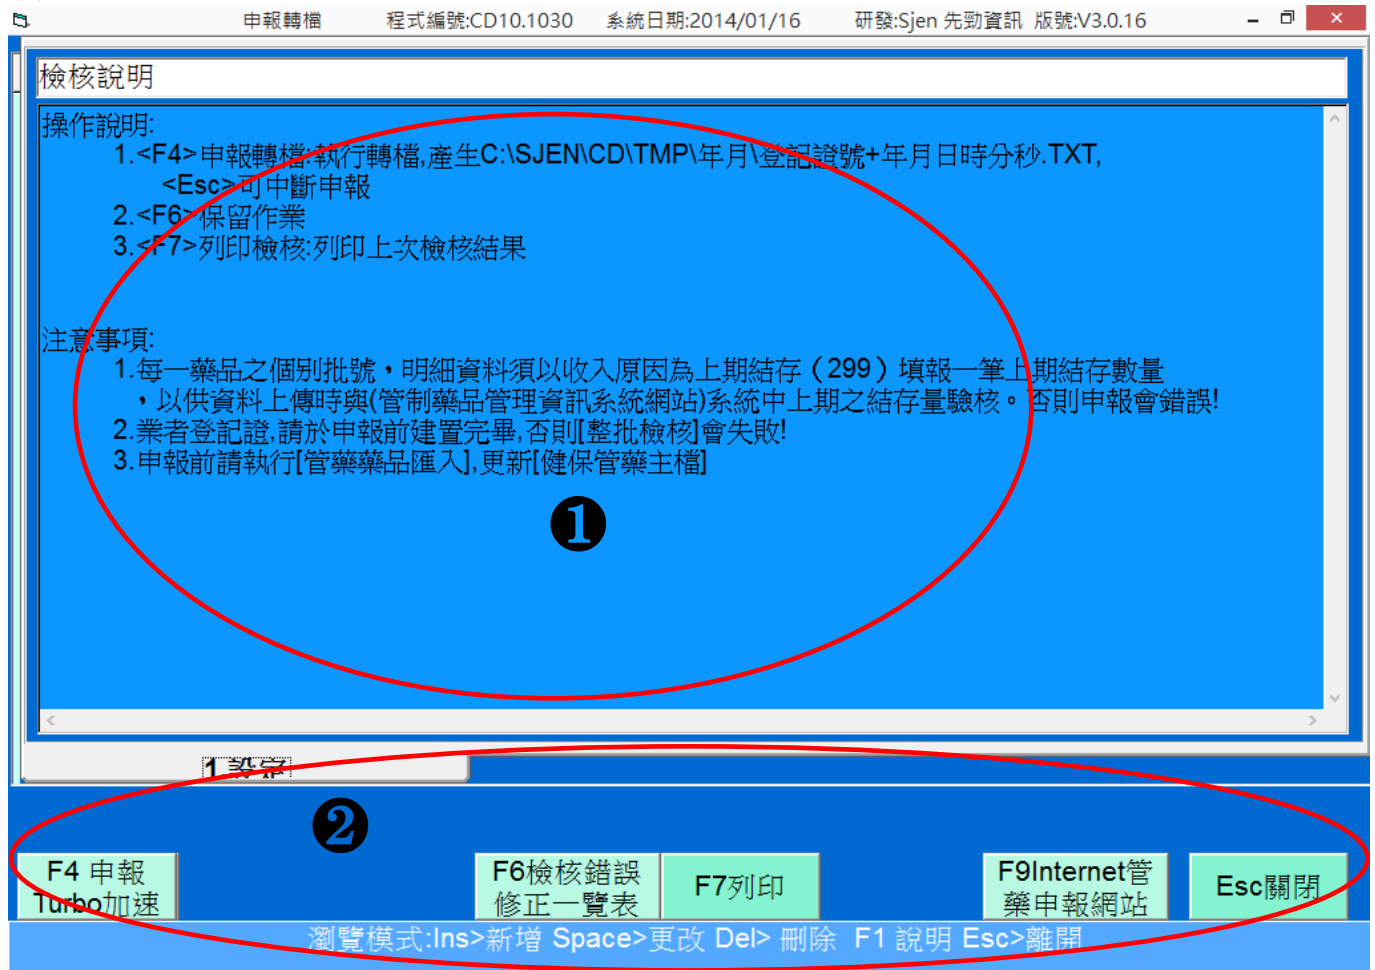 申報轉檔 程式編號:CD10.1030 系統日期:2014/01/16 研發:Sjen 先勁資訊 版號:V3.0.16
檢核說明
操作說明:
1.<F4>申報轉檔:執行轉檔,產生C:\SJEN\CD\TMP\年月\登記證號+年月日時分秒.TXT,
<Esc>可中斷申報
2.<F6>保留作業
3.<F7>列印檢核:列印上次檢核結果
注意事項:
1.每一藥品之個別批號，明細資料須以收入原因為上期結存（299）填報一筆上期結存數量
，以供資料上傳時與(管制藥品管理資訊系統網站)系統中上期之結存量驗核。否則申報會錯誤!
2.業者登記證,請於申報前建置完畢,否則[整批檢核]會失敗!
3.申報前請執行[管藥藥品匯入],更新[健保管藥主檔]
❶
1.設定
❷
F4 申報
Turbo加速
F6檢核錯誤
修正一覽表
F7列印
F9Internet管
藥申報網站
Esc關閉
瀏覽模式:Ins>新增 Space>更改 Del> 刪除 F1 說明 Esc>離開